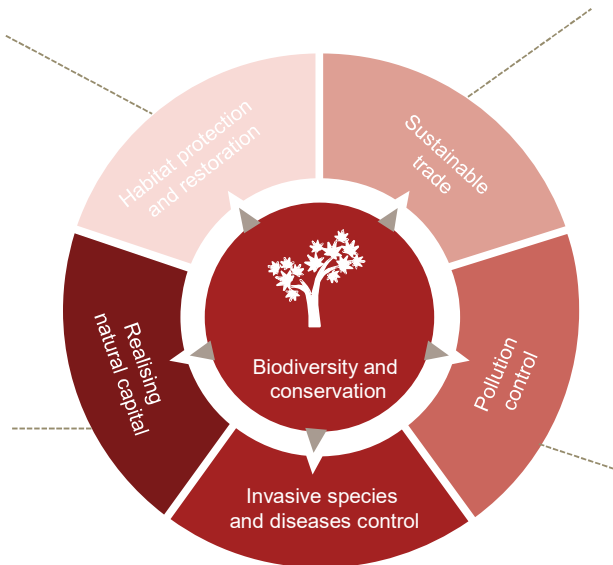 Habitat protection
and restoration
Sustainable
trade
Pollution
control
Invasive species
and diseases control
Realising
natural capital
Biodiversity and
conservation